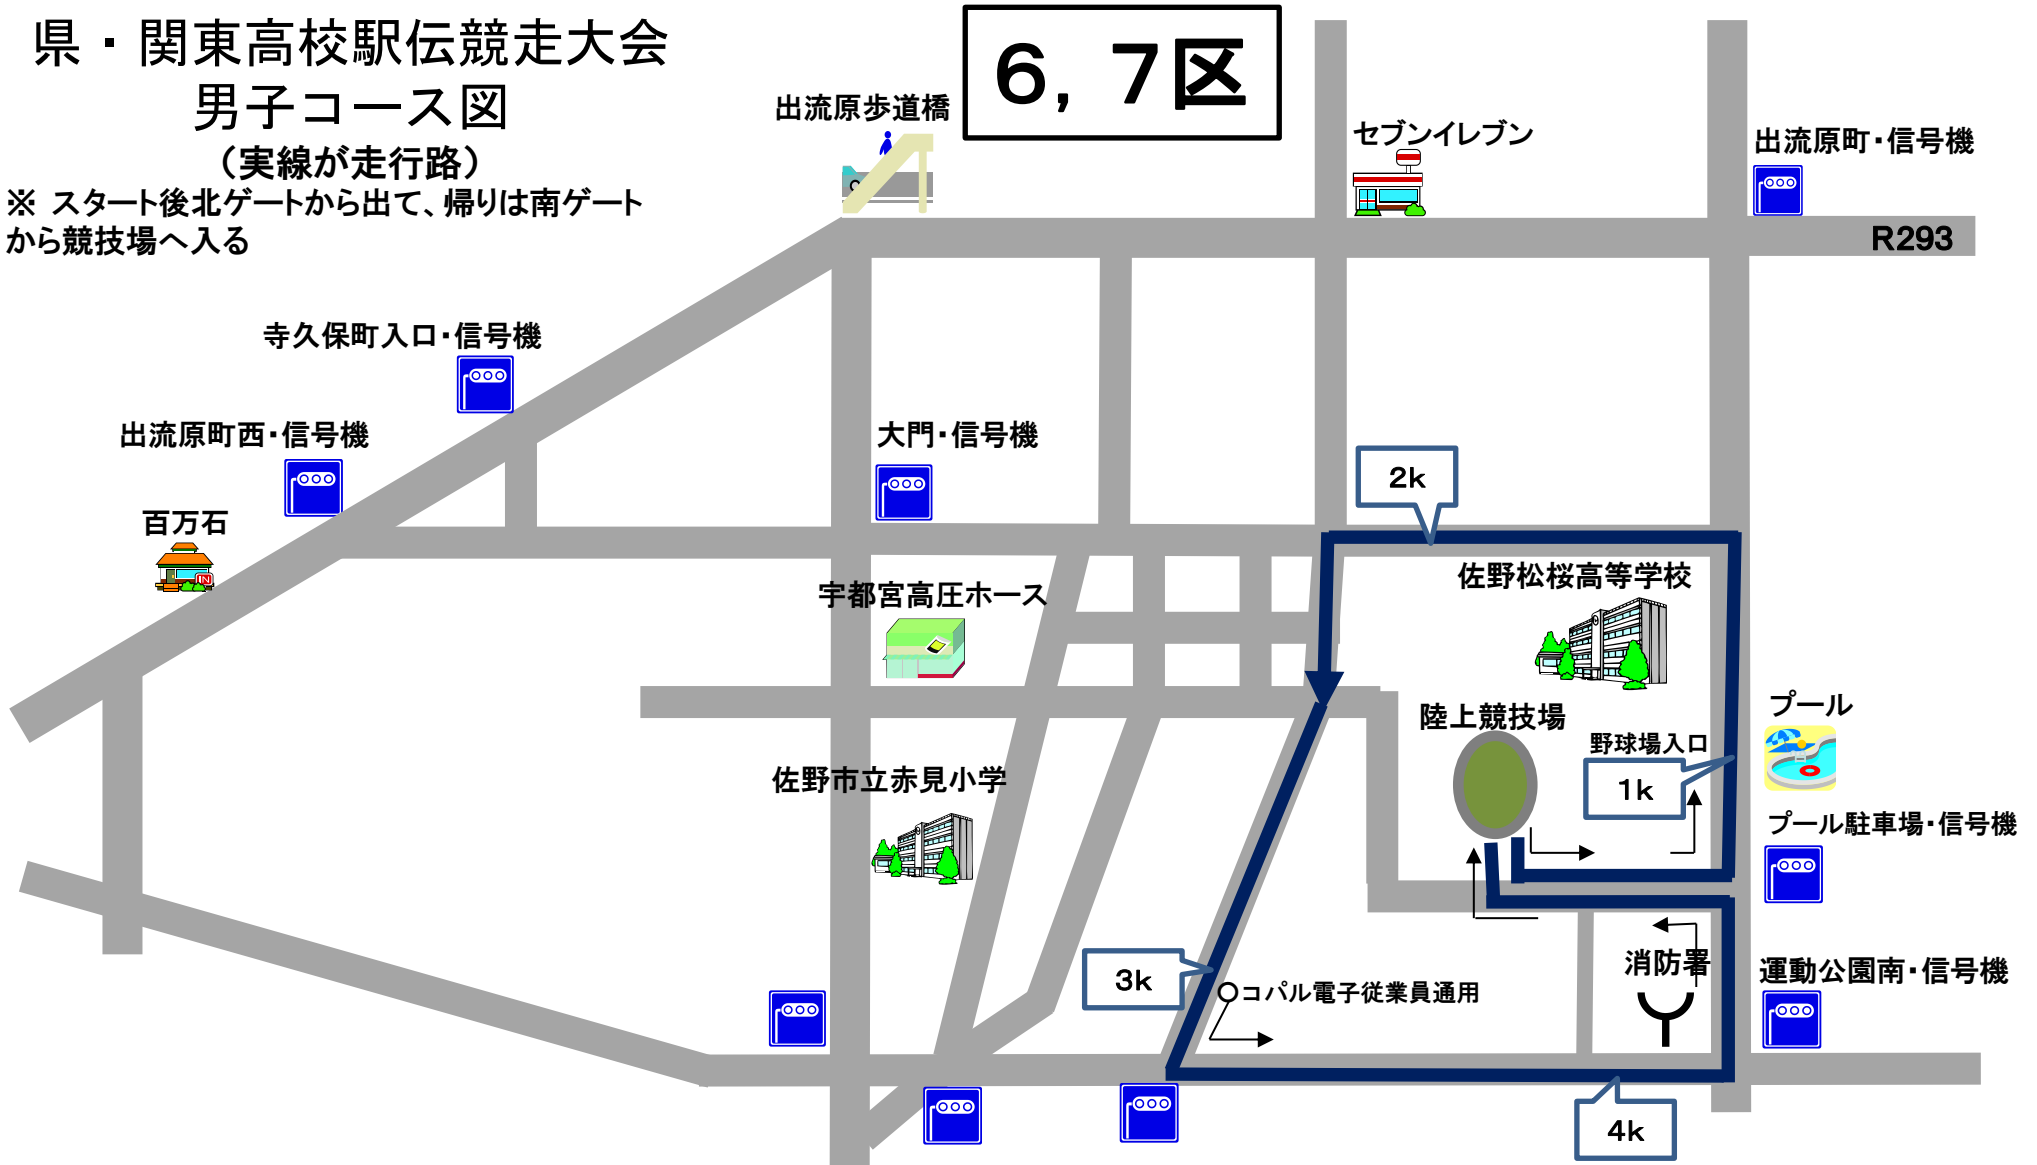 県・関東高校駅伝競走大会
男子コース図
（実線が走行路）
※ スタート後北ゲートから出て、帰りは南ゲート
から競技場へ入る
6，7区
出流原歩道橋
セブンイレブン
出流原町・信号機
R293
寺久保町入口・信号機
出流原町西・信号機
大門・信号機
2k
百万石
IN
宇都宮高圧ホース
佐野松桜高等学校
陸上競技場
プール
野球場入口
佐野市立赤見小学
1k
プール駐車場・信号機
消防署
運動公園南・信号機
3k
コパル電子従業員通用
4k